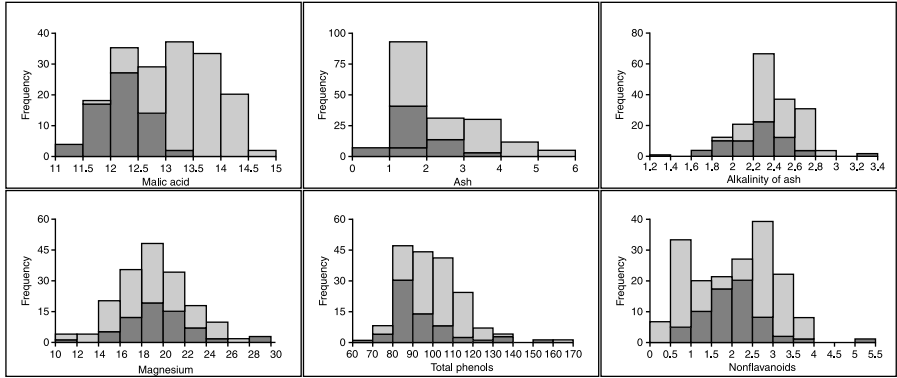 Frequency
40
30
20
10
0
11 11.5 12 12.5 13 13.5 14 14.5 15
Malic acid
Frequency
100
75
50
25
0
0 1 2 3 4 5 6
Ash
Frequency
80
60
40
20
0
1.2 1.4 1.6 1.8 2 2.2 2.4 2.6 2.8 3 3.2 3.4
Alkalinity of ash
Frequency
60
45
30
15
0
10 12 14 16 18 20 22 24 26 28 30
Magnesium
Frequency
60
45
30
15
0
60 70 80 90 100 110 120 130 140 150 160 170
Total phenols
Frequency
40
30
20
10
0
0 0.5 1 1.5 2 2.5 3 3.5 4 4.5 5 5.5
Nonflavanoids